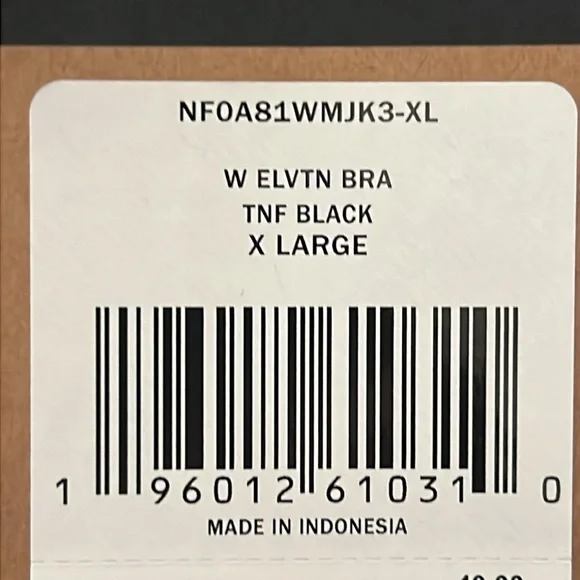 NF0A81WMJK3-XL
W ELVTN BRA
TNF BLACK
X LARGE
1 96012 61031 0
MADE IN INDONESIA